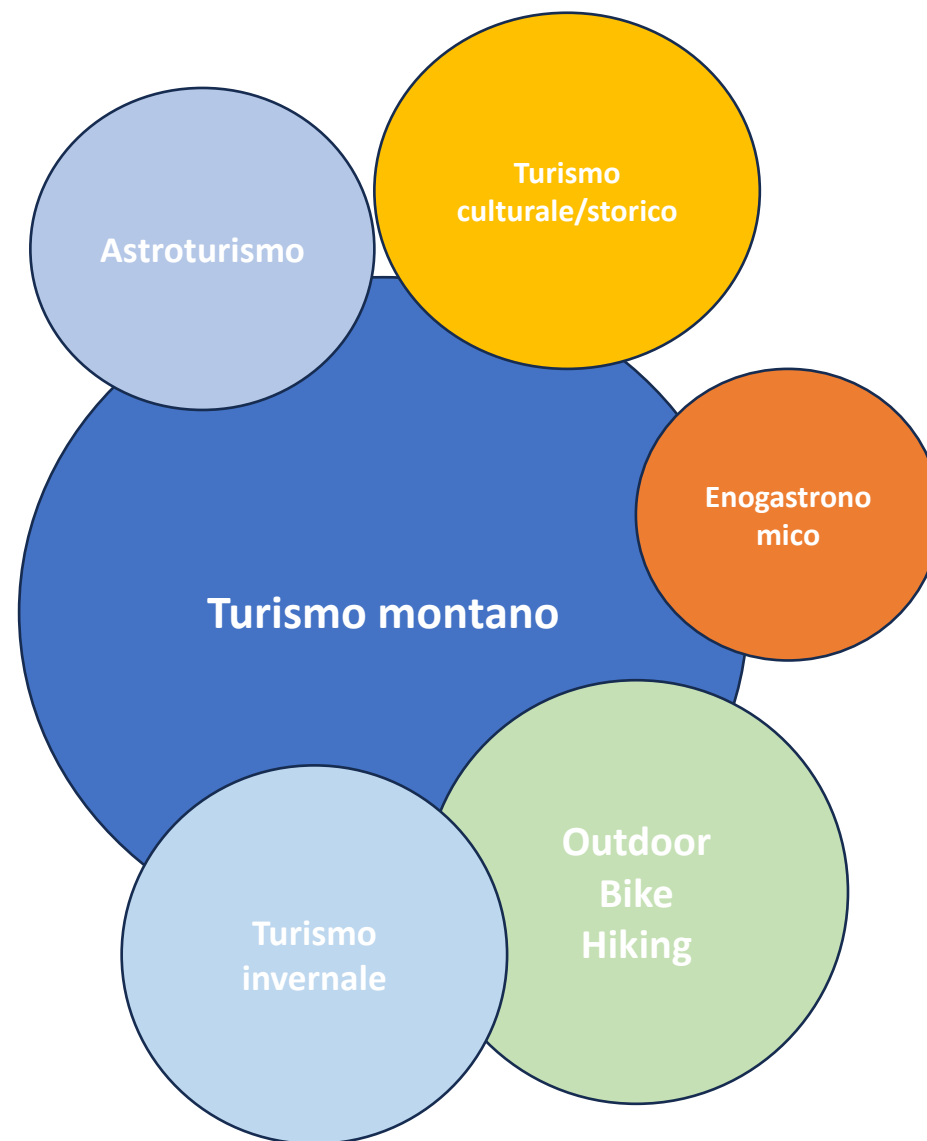 Turismo
culturale/storico
Astroturismo
Enogastrono
mico
Turismo montano
Outdoor
Bike
Hiking
Turismo
invernale